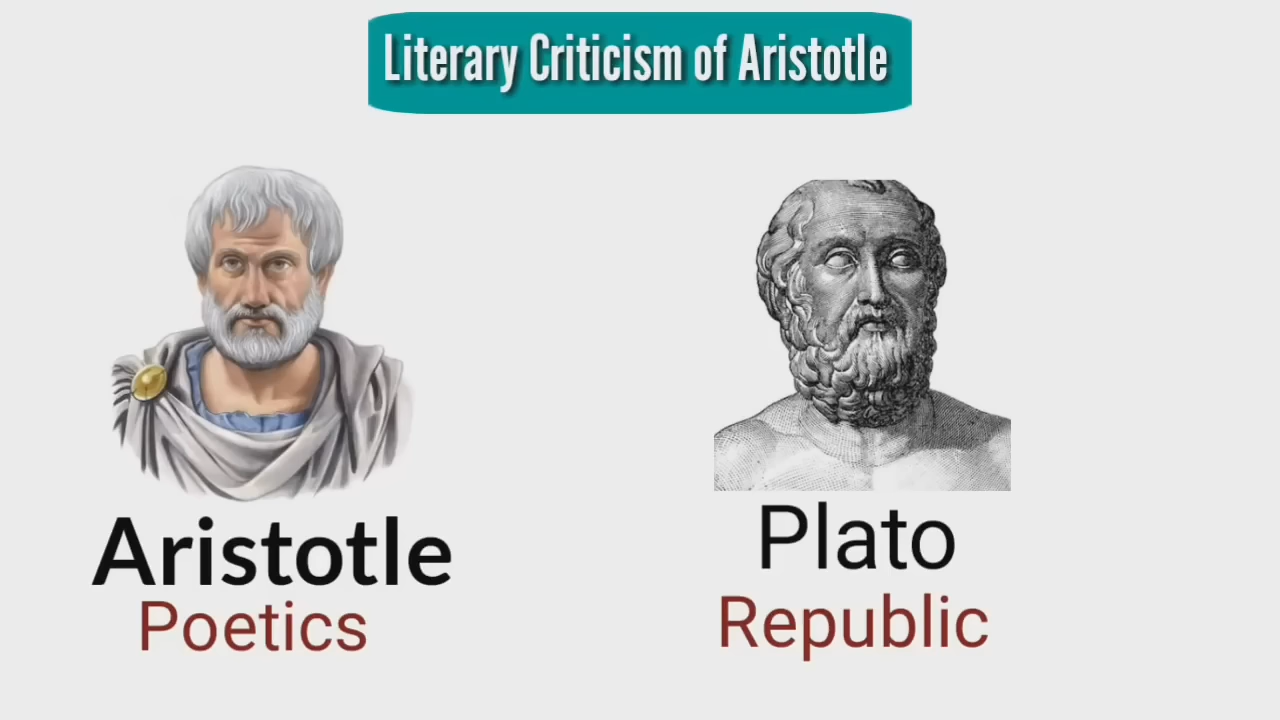 Literary Criticism of Aristotle
Aristotle
Poetics
Plato
Republic